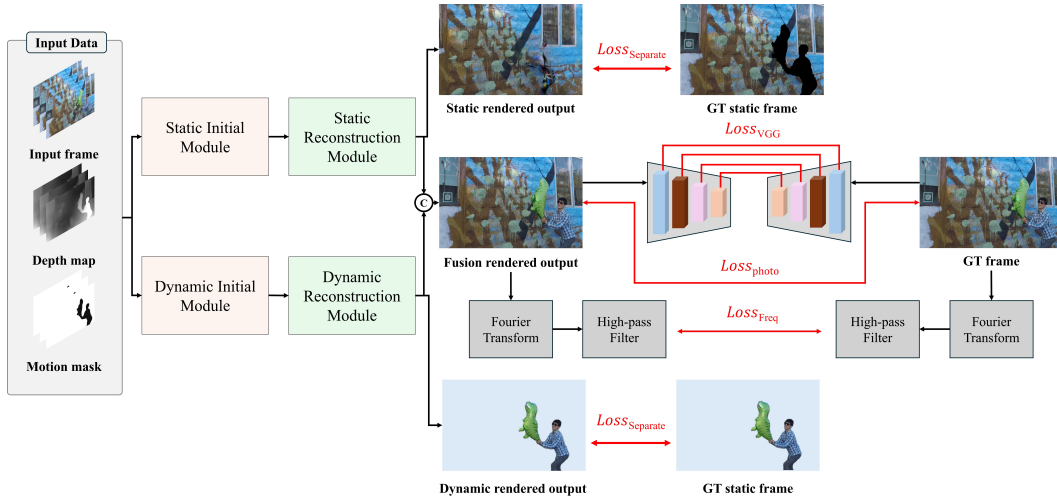 Input Data
Input frame
Depth map
Motion mask
Static Initial
Module
Static
Reconstruction
Module
Dynamic Initial
Module
Dynamic
Reconstruction
Module
C
Static rendered output
Loss_Separate
GT static frame
Loss_VGG
Fusion rendered output
Loss_photo
GT frame
Fourier
Transform
High-pass
Filter
Loss_Freq
High-pass
Filter
Fourier
Transform
Dynamic rendered output
Loss_Separate
GT static frame